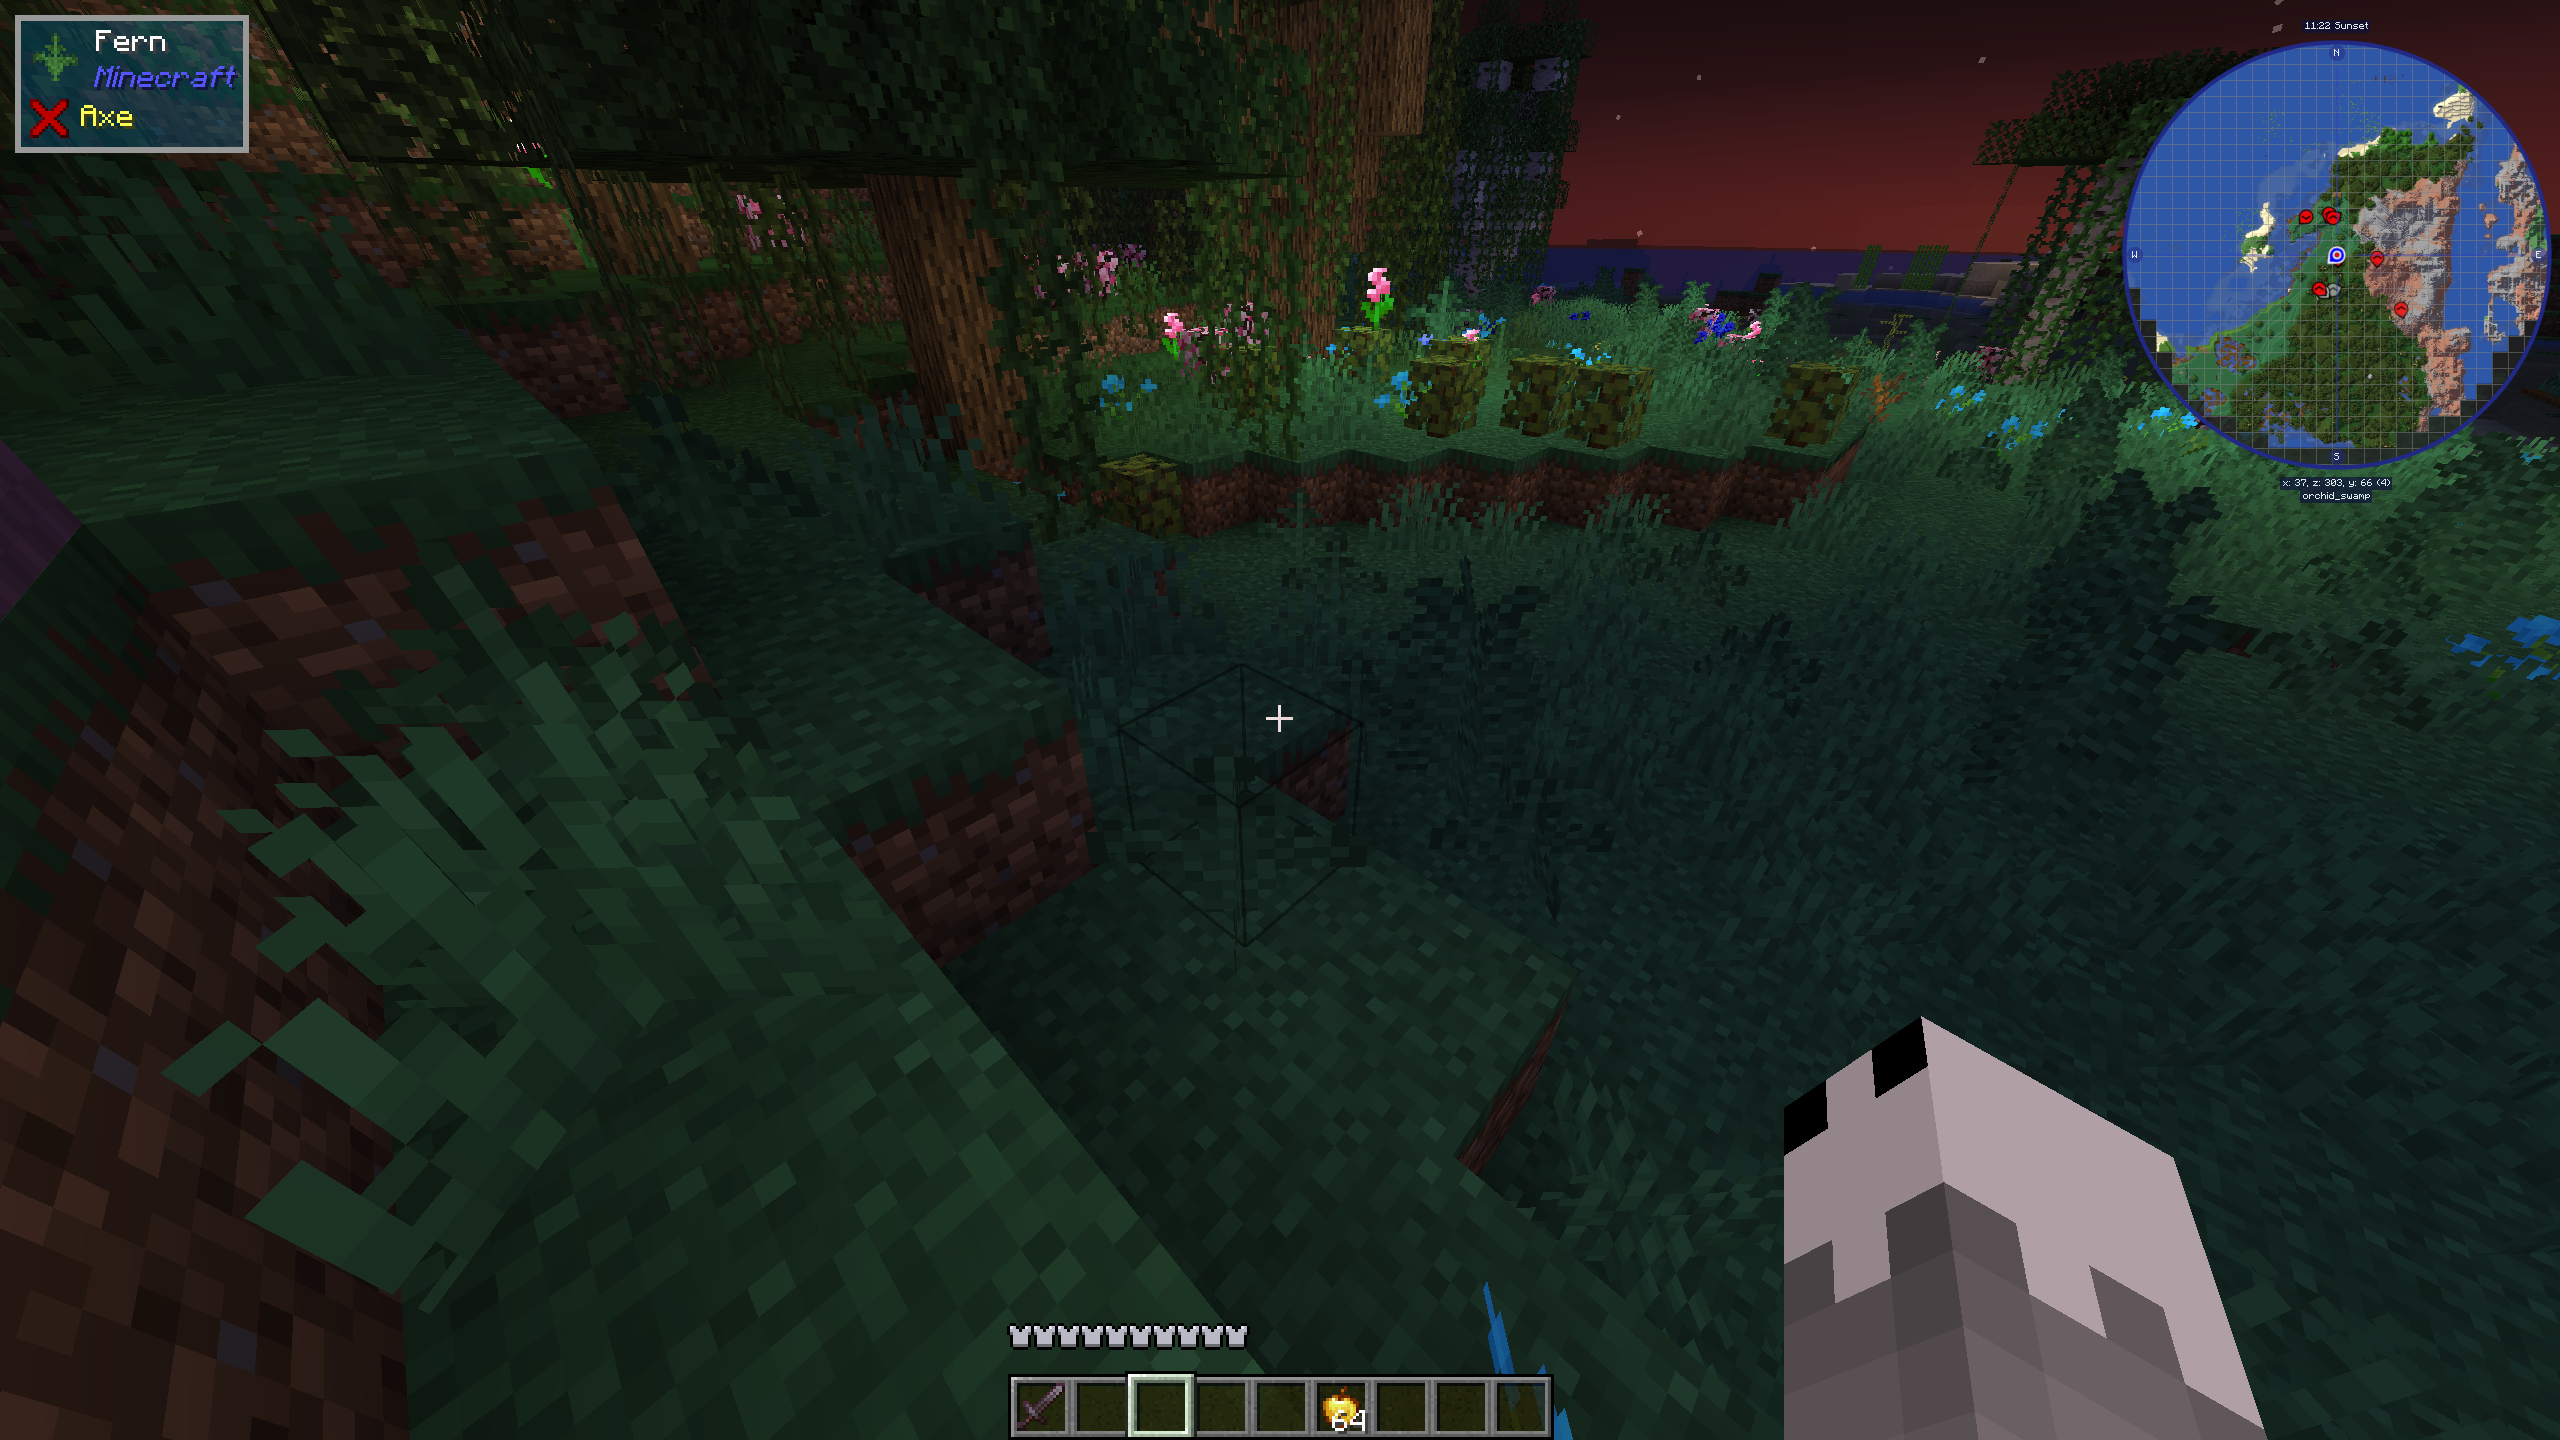 Fern
Minecraft
Axe
11:22 Sunset
N
W
E
S
x: 37, z: 303, y: 66 (4)
orchid_swamp
64